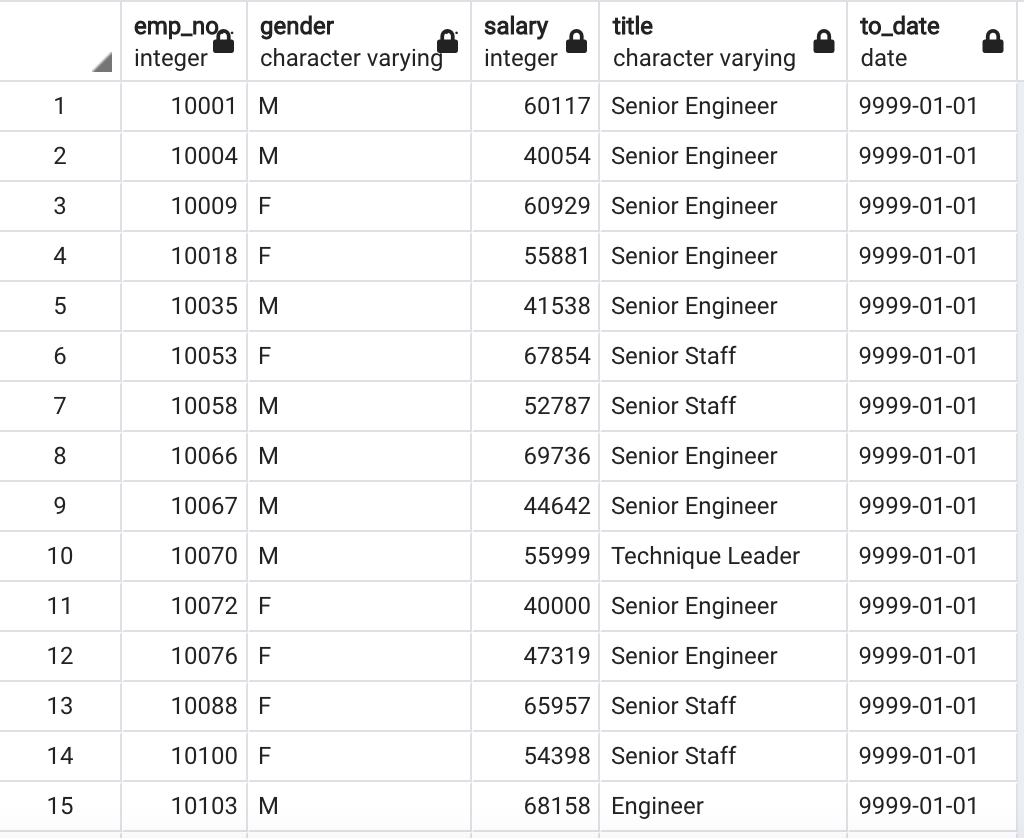 emp_no gender salary title to_date
integer character varying integer character varying date
1 10001 M 60117 Senior Engineer 9999-01-01
2 10004 M 40054 Senior Engineer 9999-01-01
3 10009 F 60929 Senior Engineer 9999-01-01
4 10018 F 55881 Senior Engineer 9999-01-01
5 10035 M 41538 Senior Engineer 9999-01-01
6 10053 F 67854 Senior Staff 9999-01-01
7 10058 M 52787 Senior Staff 9999-01-01
8 10066 M 69736 Senior Engineer 9999-01-01
9 10067 M 44642 Senior Engineer 9999-01-01
10 10070 M 55999 Technique Leader 9999-01-01
11 10072 F 40000 Senior Engineer 9999-01-01
12 10076 F 47319 Senior Engineer 9999-01-01
13 10088 F 65957 Senior Staff 9999-01-01
14 10100 F 54398 Senior Staff 9999-01-01
15 10103 M 68158 Engineer 9999-01-01